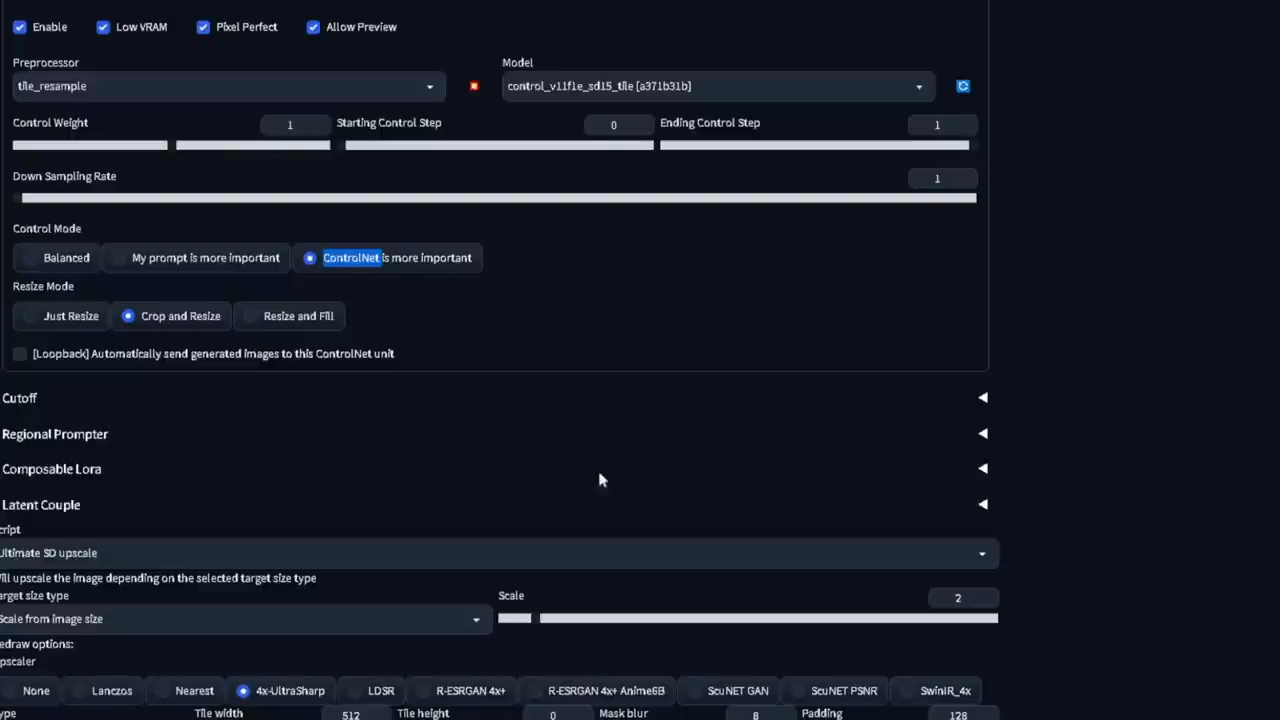 Enable Low VRAM Pixel Perfect Allow Preview
Preprocessor Model
tile_resample control_v11f1e_sd15_tile [a371b31b]
Control Weight 1 Starting Control Step 0 Ending Control Step 1
Down Sampling Rate 1
Control Mode
Balanced My prompt is more important ControlNet is more important
Resize Mode
Just Resize Crop and Resize Resize and Fill
[Loopback] Automatically send generated images to this ControlNet unit
Cutoff
Regional Prompter
Composable Lora
Latent Couple
cript
Ultimate SD upscale
ill upscale the image depending on the selected target size type
arget size type Scale 2
Scale from image size
edraw options:
pscaler
None Lanczos Nearest 4x-UltraSharp LDSR R-ESRGAN 4x+ R-ESRGAN 4x+ Anime6B ScuNET GAN ScuNET PSNR SwinIR_4x
ype Tile width 512 Tile height 0 Mask blur 8 Padding 128